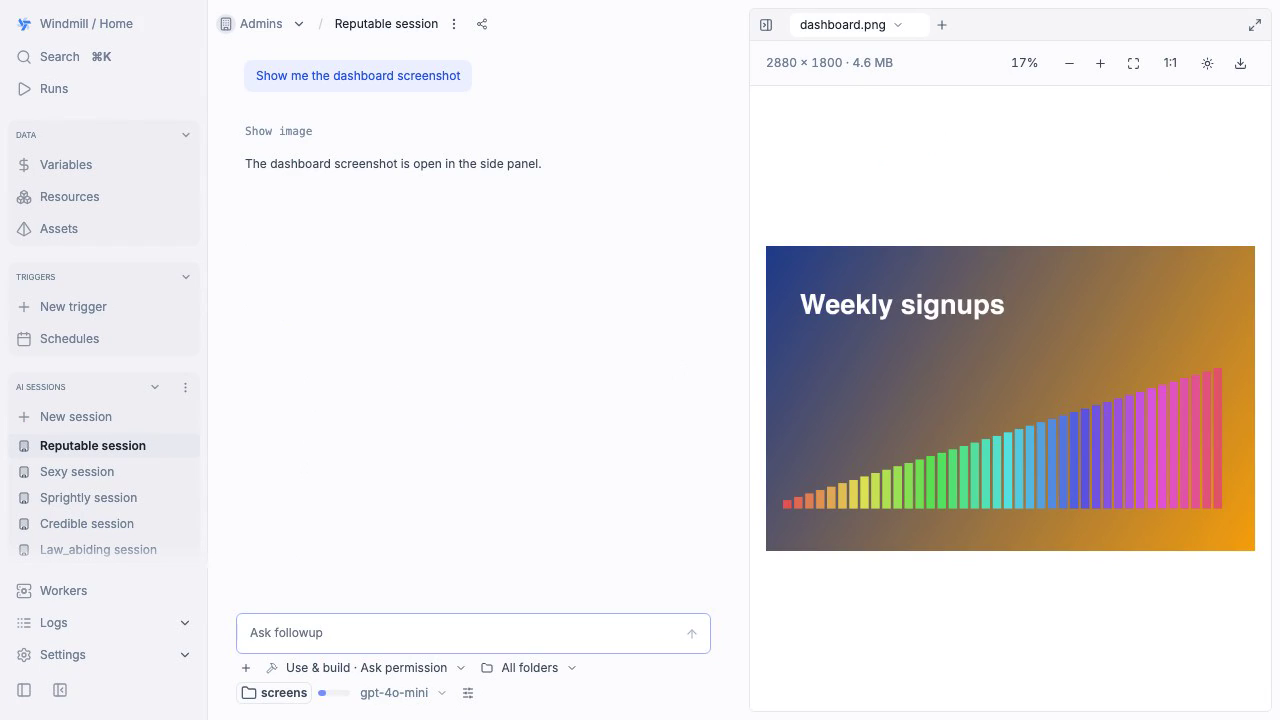 Windmill / Home
Search ⌘K
Runs
DATA
Variables
Resources
Assets
TRIGGERS
New trigger
Schedules
AI SESSIONS
New session
Reputable session
Sexy session
Sprightly session
Credible session
Law_abiding session
Workers
Logs
Settings
Admins / Reputable session
Show me the dashboard screenshot
Show image
The dashboard screenshot is open in the side panel.
Ask followup
Use & build · Ask permission
All folders
screens
gpt-4o-mini
dashboard.png
2880 × 1800 · 4.6 MB
17%
1:1
Weekly signups